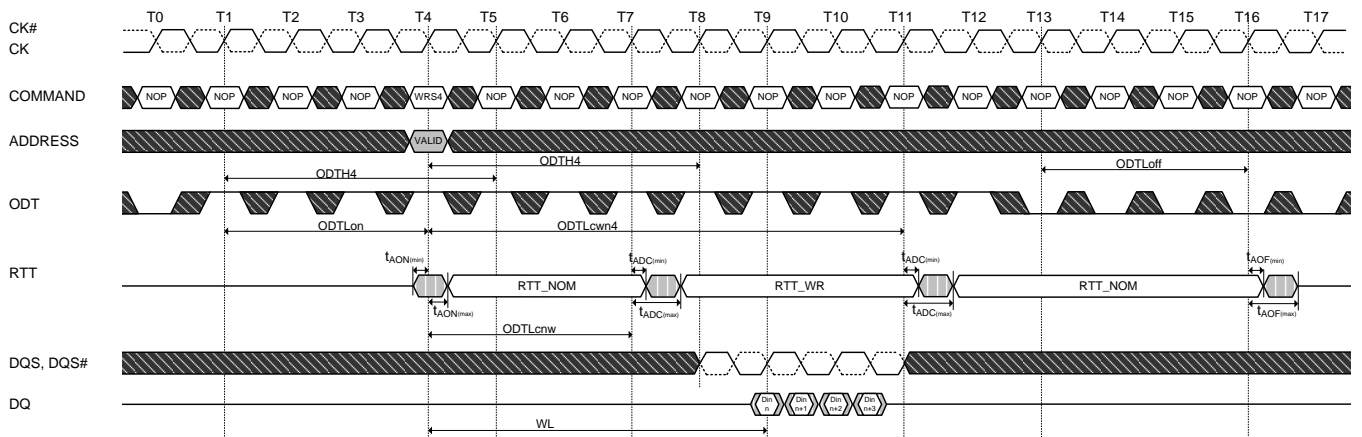 T0 T1 T2 T3 T4 T5 T6 T7 T8 T9 T10 T11 T12 T13 T14 T15 T16 T17
CK#
CK
COMMAND NOP NOP NOP NOP WRS4 NOP NOP NOP NOP NOP NOP NOP NOP NOP NOP NOP NOP NOP
ADDRESS VALID
ODTH4 ODTLoff
ODTH4
ODT
ODTLon ODTLcwn4
tAON(min) tADC(min) tADC(min) tAOF(min)
RTT RTT_NOM RTT_WR RTT_NOM
tAON(max) tADC(max) tADC(max) tAOF(max)
ODTLcnw
DQS, DQS#
DQ Din n Din n+1 Din n+2 Din n+3
WL